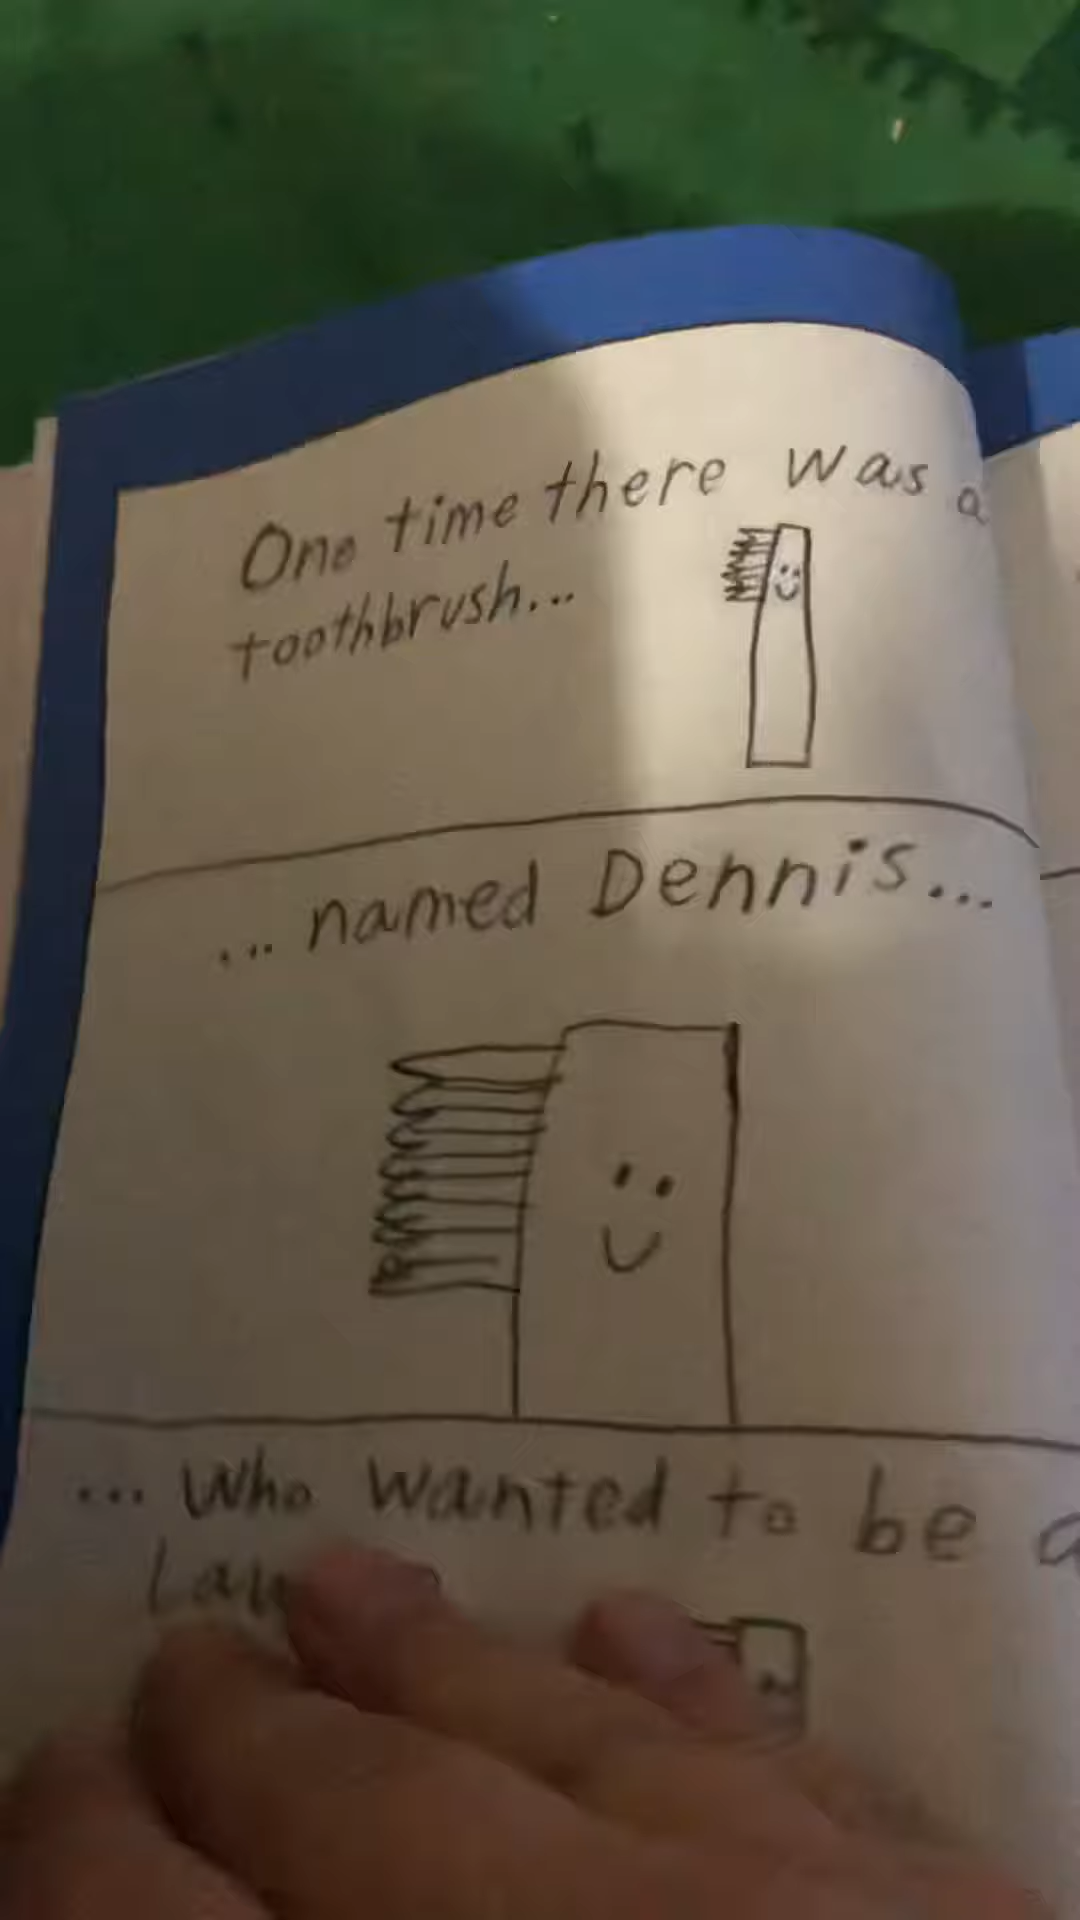 One time there was a
toothbrush...
... named Dennis...
... Who wanted to be a